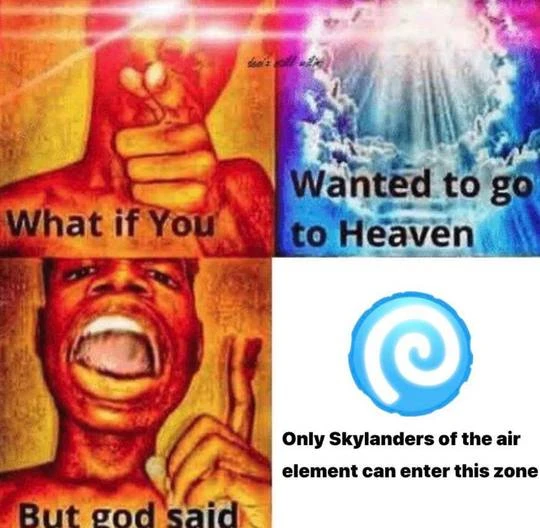 What if You
Wanted to go
to Heaven
But god said
Only Skylanders of the air
element can enter this zone